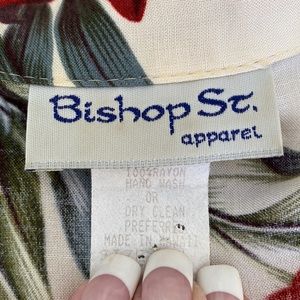 Bishop St.
apparel
100% RAYON
HAND WASH
OR
DRY CLEAN
PREFERRED
MADE IN HAWAII